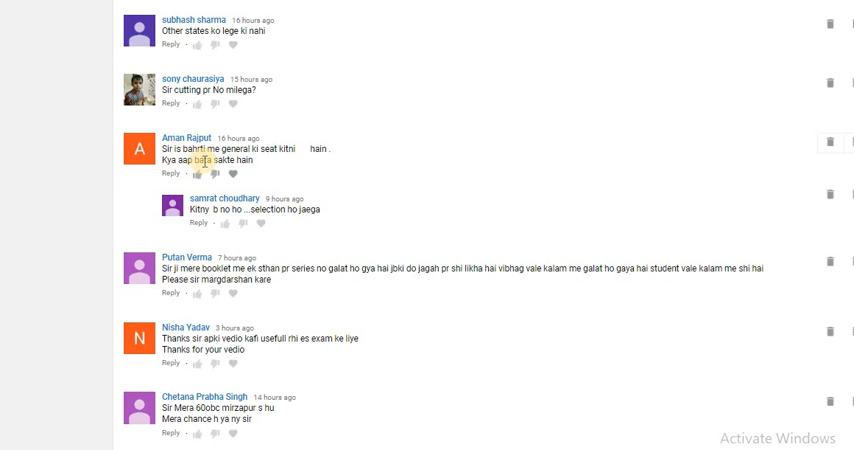 subhash sharma 16 hours ago
Other states ko lege ki nahi
Reply
sony chaurasiya 15 hours ago
Sir cutting pr No milega?
Reply
A
Aman Rajput 16 hours ago
Sir is bahrti me general ki seat kitni hain .
Kya aap bata sakte hain
Reply
samrat choudhary 9 hours ago
Kitny b no ho ...selection ho jaega
Reply
Putan Verma 7 hours ago
Sir ji mere booklet me ek sthan pr series no galat ho gya hai jbki do jagah pr shi likha hai vibhag vale kalam me galat ho gaya hai student vale kalam me shi hai
Please sir margdarshan kare
Reply
N
Nisha Yadav 3 hours ago
Thanks sir apki vedio kafi usefull rhi es exam ke liye
Thanks for your vedio
Reply
Chetana Prabha Singh 14 hours ago
Sir Mera 60obc mirzapur s hu
Mera chance h ya ny sir
Reply
Activate Windows